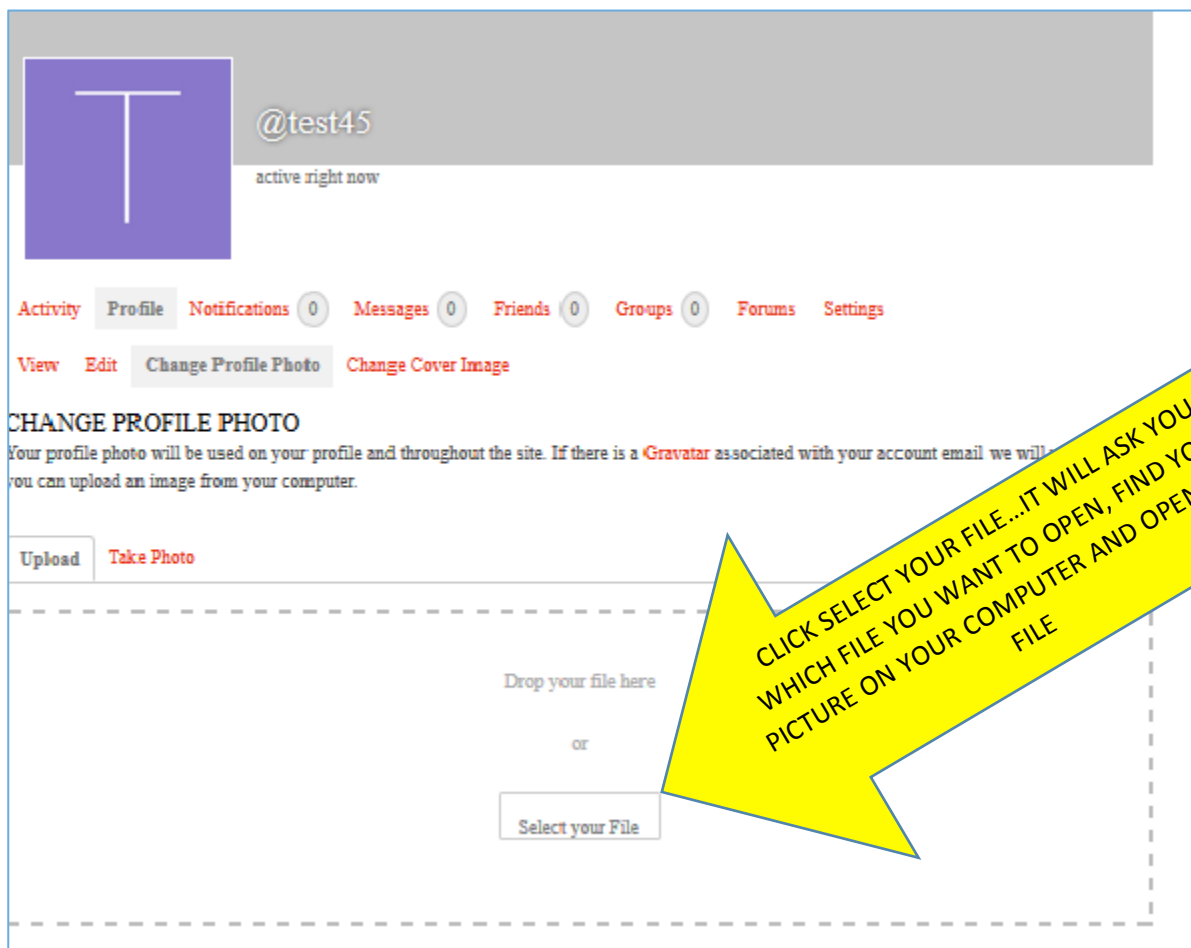 T
@test45
active right now
Activity Profile Notifications 0 Messages 0 Friends 0 Groups 0 Forums Settings
View Edit Change Profile Photo Change Cover Image
CHANGE PROFILE PHOTO
Your profile photo will be used on your profile and throughout the site. If there is a Gravatar associated with your account email we will
you can upload an image from your computer.
Upload Take Photo
Drop your file here
or
Select your File
CLICK SELECT YOUR FILE...IT WILL ASK YOU
WHICH FILE YOU WANT TO OPEN, FIND
PICTURE ON YOUR COMPUTER AND OPEN
FILE